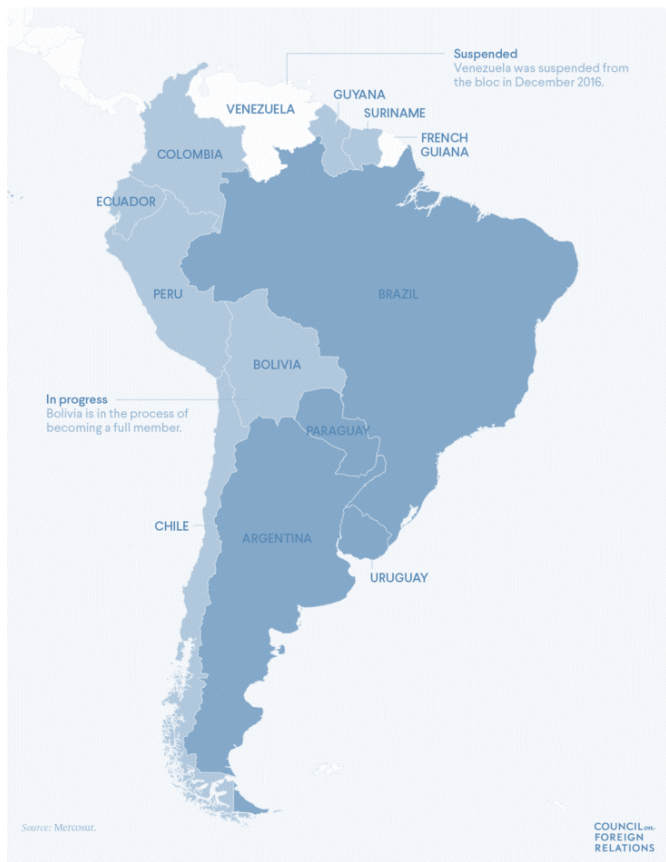 Suspended
Venezuela was suspended from
the bloc in December 2016.
GUYANA
VENEZUELA
SURINAME
FRENCH
GUIANA
COLOMBIA
ECUADOR
PERU
BRAZIL
BOLIVIA
In progress
Bolivia is in the process of
becoming a full member.
PARAGUAY
CHILE
ARGENTINA
URUGUAY
Source: Mercosur.
COUNCIL on
FOREIGN
RELATIONS